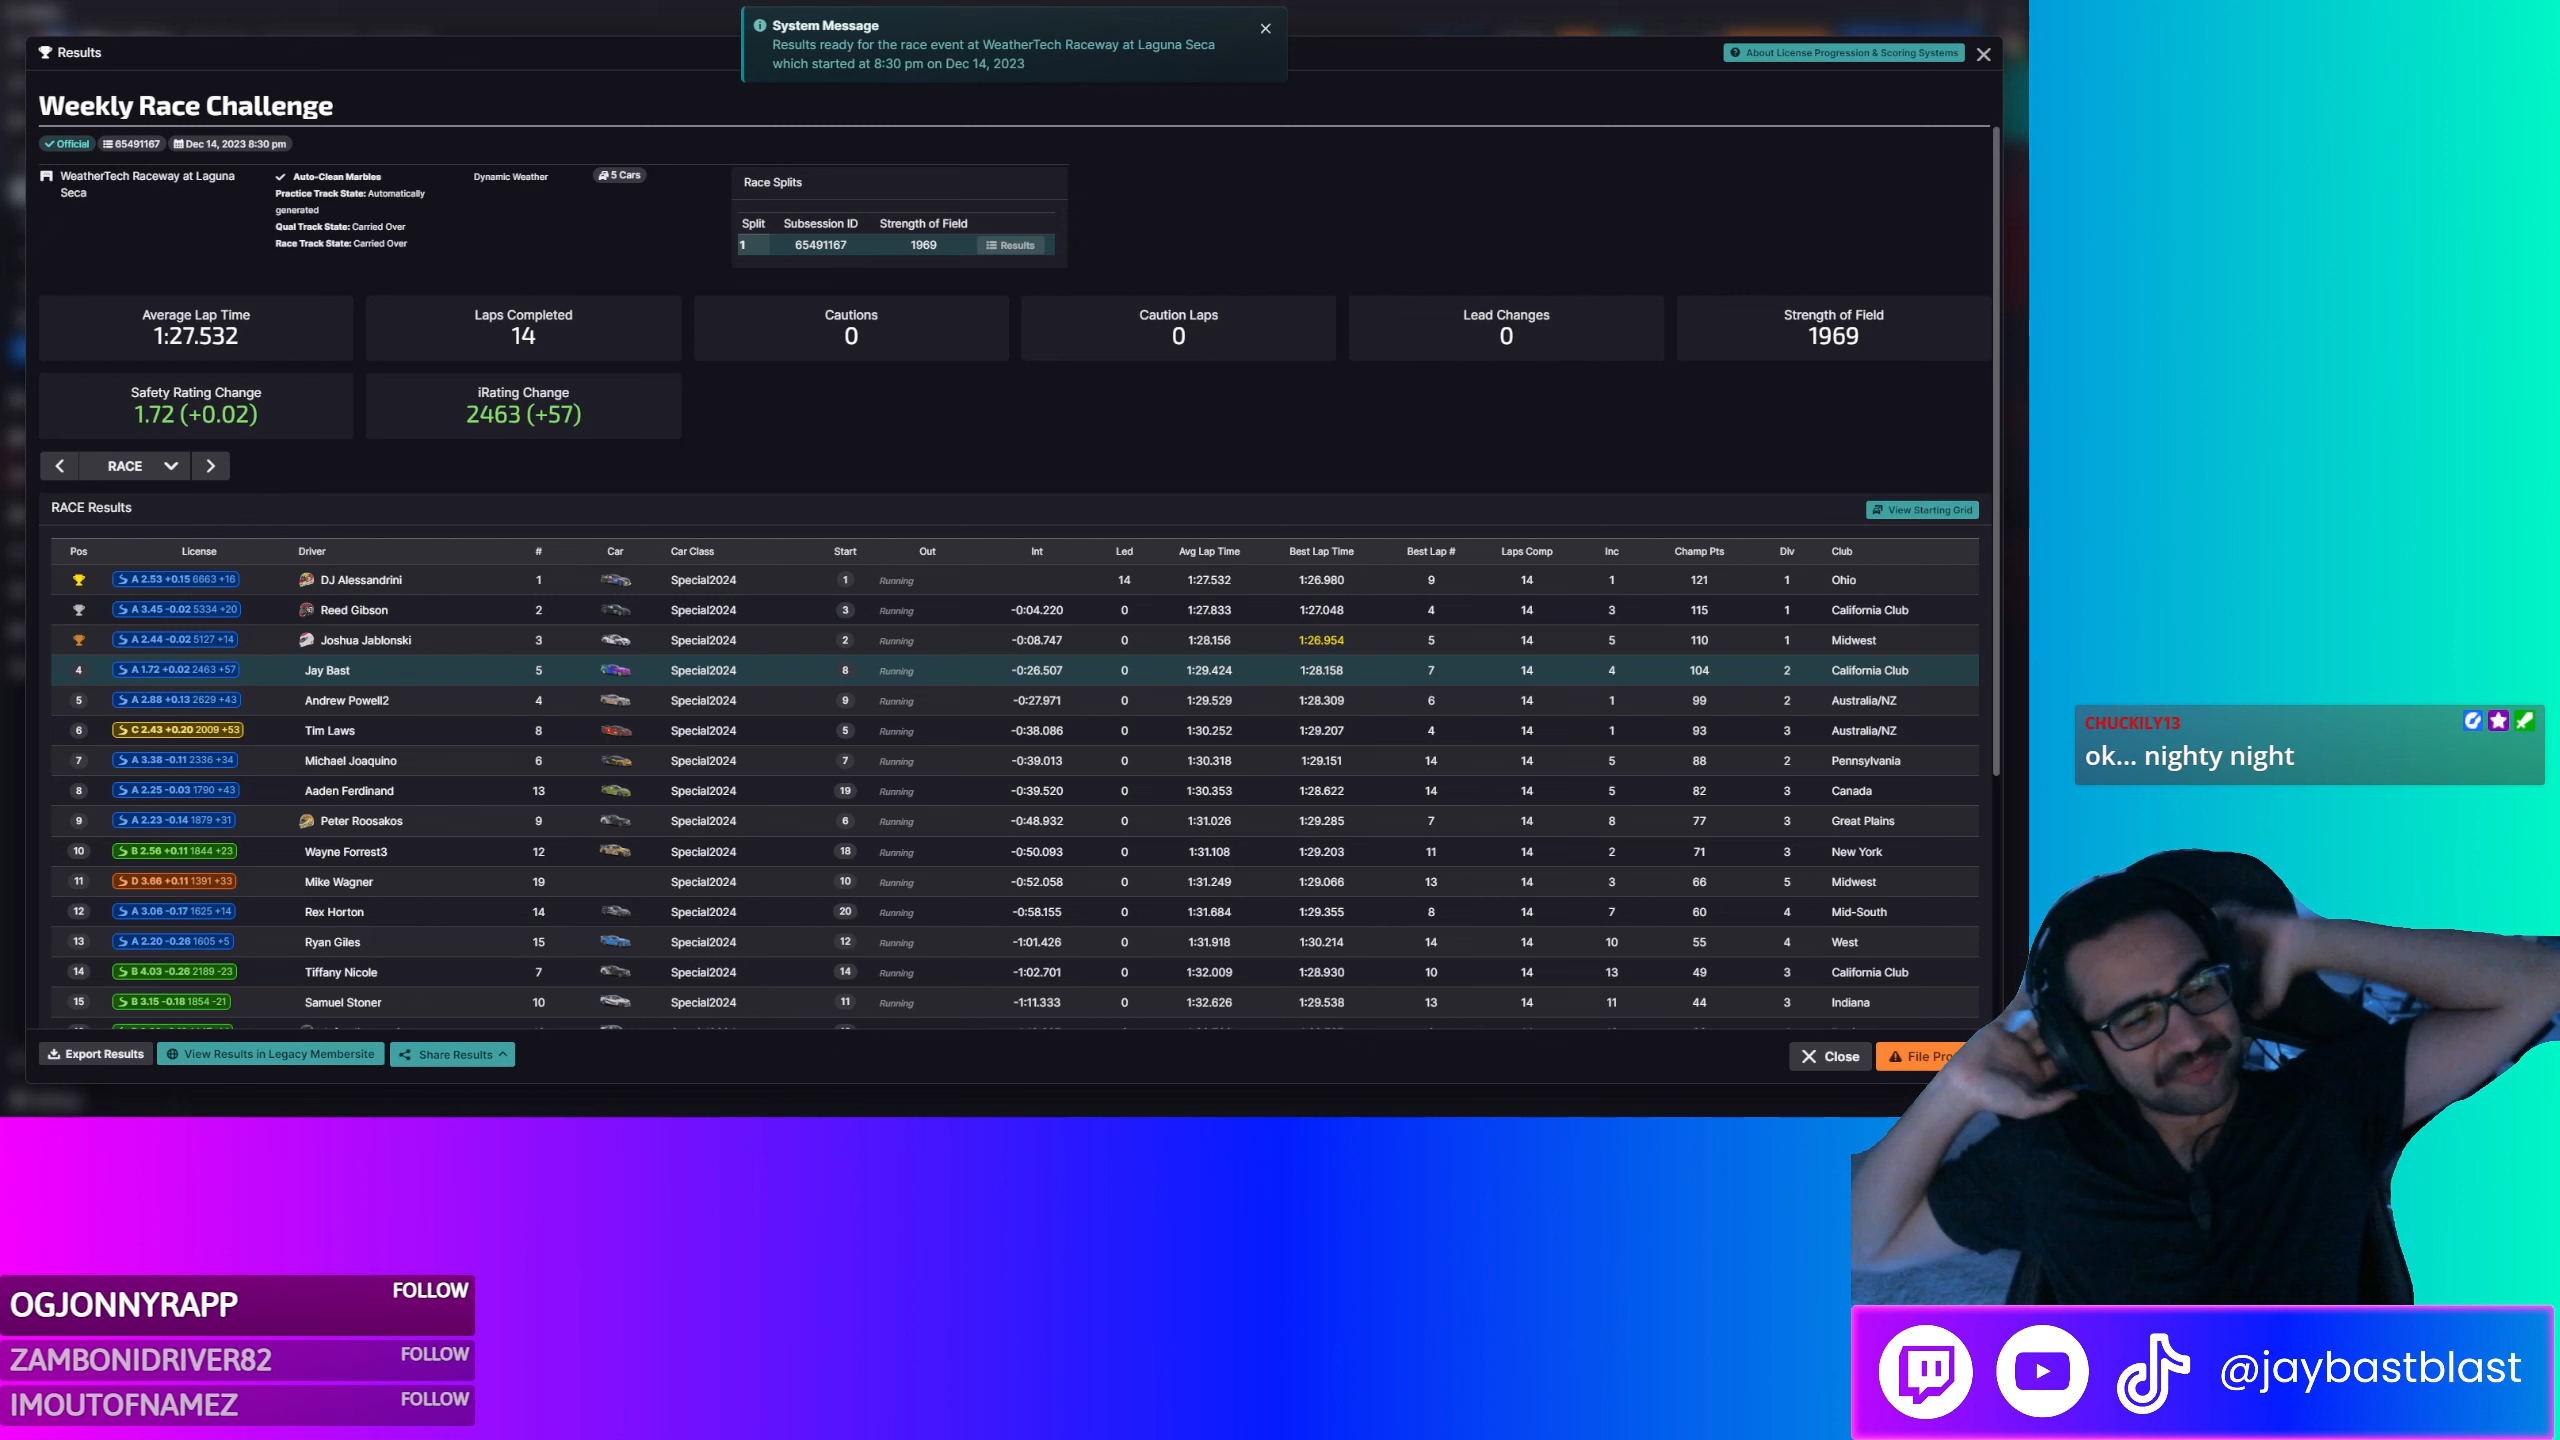 Results
System Message
Results ready for the race event at WeatherTech Raceway at Laguna Seca
which started at 8:30 pm on Dec 14, 2023
About License Progression & Scoring Systems
Weekly Race Challenge
Official 65491167 Dec 14, 2023 8:30 pm
WeatherTech Raceway at Laguna
Seca
Auto-Clean Marbles
Practice Track State: Automatically
generated
Qual Track State: Carried Over
Race Track State: Carried Over
Dynamic Weather
5 Cars
Race Splits
Split Subsession ID Strength of Field
1 65491167 1969 Results
Average Lap Time
1:27.532
Laps Completed
14
Cautions
0
Caution Laps
0
Lead Changes
0
Strength of Field
1969
Safety Rating Change
1.72 (+0.02)
iRating Change
2463 (+57)
RACE
RACE Results
View Starting Grid
Pos License Driver # Car Car Class Start Out Int Led Avg Lap Time Best Lap Time Best Lap # Laps Comp Inc Champ Pts Div Club
A 2.53 +0.15 6663 +16 DJ Alessandrini 1 Special2024 1 Running 14 1:27.532 1:26.980 9 14 1 121 1 Ohio
A 3.45 -0.02 5334 +20 Reed Gibson 2 Special2024 3 Running -0:04.220 0 1:27.833 1:27.048 4 14 3 115 1 California Club
A 2.44 -0.02 5127 +14 Joshua Jablonski 3 Special2024 2 Running -0:08.747 0 1:28.156 1:26.954 5 14 5 110 1 Midwest
4 A 1.72 +0.02 2463 +57 Jay Bast 5 Special2024 8 Running -0:26.507 0 1:29.424 1:28.158 7 14 4 104 2 California Club
5 A 2.88 +0.13 2629 +43 Andrew Powell2 4 Special2024 9 Running -0:27.971 0 1:29.529 1:28.309 6 14 1 99 2 Australia/NZ
6 C 2.43 +0.20 2009 +53 Tim Laws 8 Special2024 5 Running -0:38.086 0 1:30.252 1:29.207 4 14 1 93 3 Australia/NZ
7 A 3.38 -0.11 2336 +34 Michael Joaquino 6 Special2024 7 Running -0:39.013 0 1:30.318 1:29.151 14 14 5 88 2 Pennsylvania
8 A 2.25 -0.03 1790 +43 Aaden Ferdinand 13 Special2024 19 Running -0:39.520 0 1:30.353 1:28.622 14 14 5 82 3 Canada
9 A 2.23 -0.14 1879 +31 Peter Roosakos 9 Special2024 6 Running -0:48.932 0 1:31.026 1:29.285 7 14 8 77 3 Great Plains
10 B 2.56 +0.11 1844 +23 Wayne Forrest3 12 Special2024 18 Running -0:50.093 0 1:31.108 1:29.203 11 14 2 71 3 New York
11 D 3.66 +0.11 1391 +33 Mike Wagner 19 Special2024 10 Running -0:52.058 0 1:31.249 1:29.066 13 14 3 66 5 Midwest
12 A 3.06 -0.17 1625 +14 Rex Horton 14 Special2024 20 Running -0:58.155 0 1:31.684 1:29.355 8 14 7 60 4 Mid-South
13 A 2.20 -0.26 1605 +5 Ryan Giles 15 Special2024 12 Running -1:01.426 0 1:31.918 1:30.214 14 14 10 55 4 West
14 B 4.03 -0.26 2189 -23 Tiffany Nicole 7 Special2024 14 Running -1:02.701 0 1:32.009 1:28.930 10 14 13 49 3 California Club
15 B 3.15 -0.18 1854 -21 Samuel Stoner 10 Special2024 11 Running -1:11.333 0 1:32.626 1:29.538 13 14 11 44 3 Indiana
Export Results View Results in Legacy Membersite Share Results
Close File Pro
CHUCKILY13
ok... nighty night
OGJONNYRAPP FOLLOW
ZAMBONIDRIVER82 FOLLOW
IMOUTOFNAMEZ FOLLOW
@jaybastblast